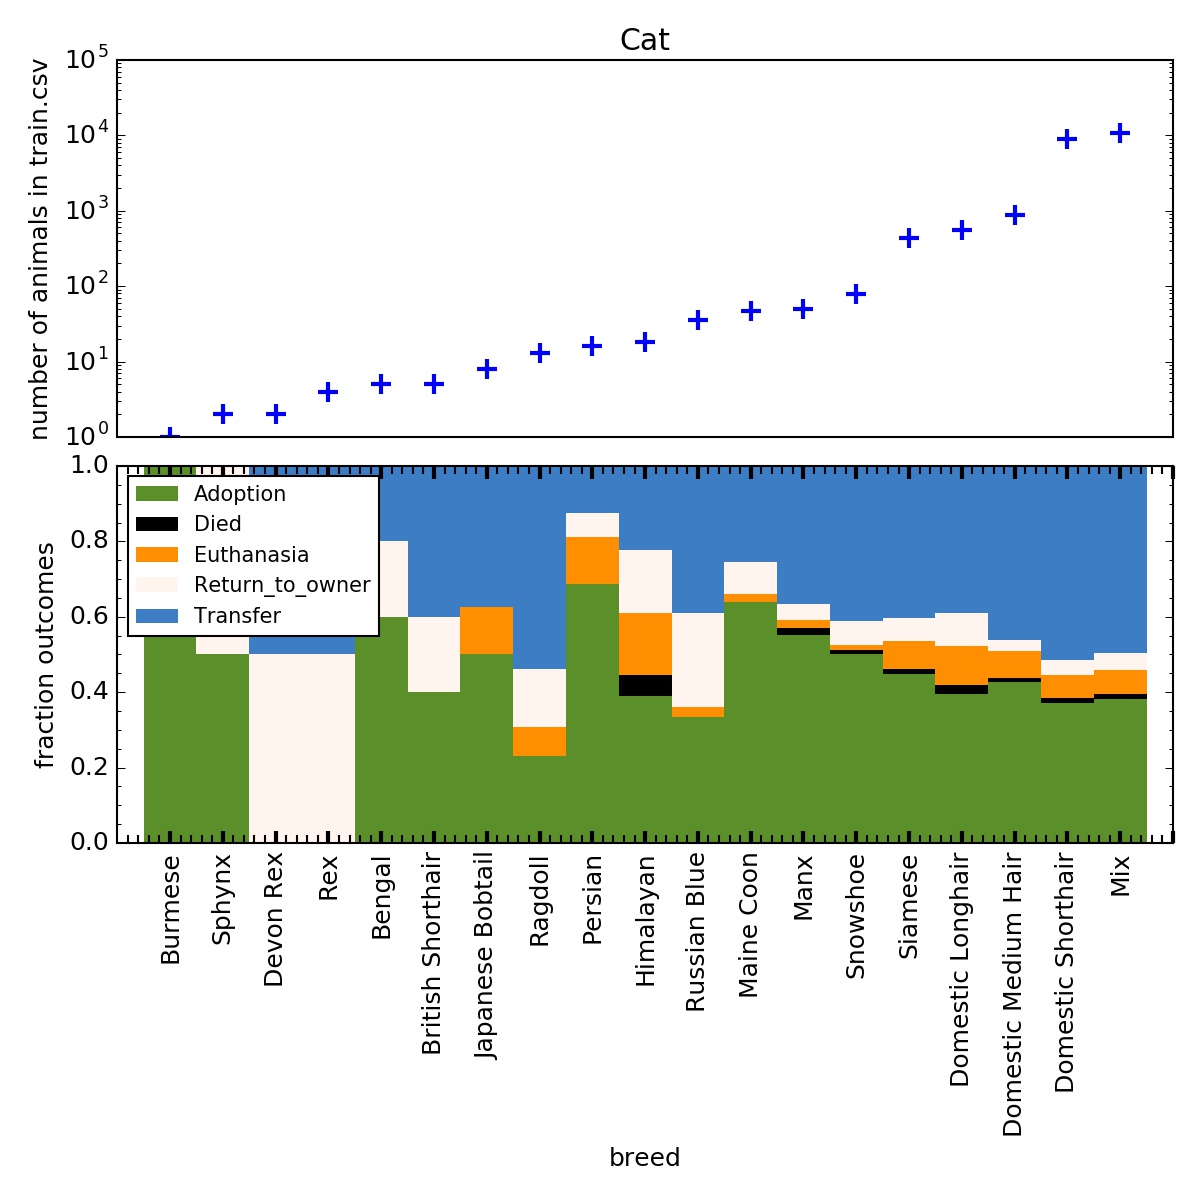 Cat
number of animals in train.csv
10^5
10^4
10^3
10^2
10^1
10^0
fraction outcomes
1.0
0.8
0.6
0.4
0.2
0.0
Adoption
Died
Euthanasia
Return_to_owner
Transfer
Burmese
Sphynx
Devon Rex
Rex
Bengal
British Shorthair
Japanese Bobtail
Ragdoll
Persian
Himalayan
Russian Blue
Maine Coon
Manx
Snowshoe
Siamese
Domestic Longhair
Domestic Medium Hair
Domestic Shorthair
Mix
breed